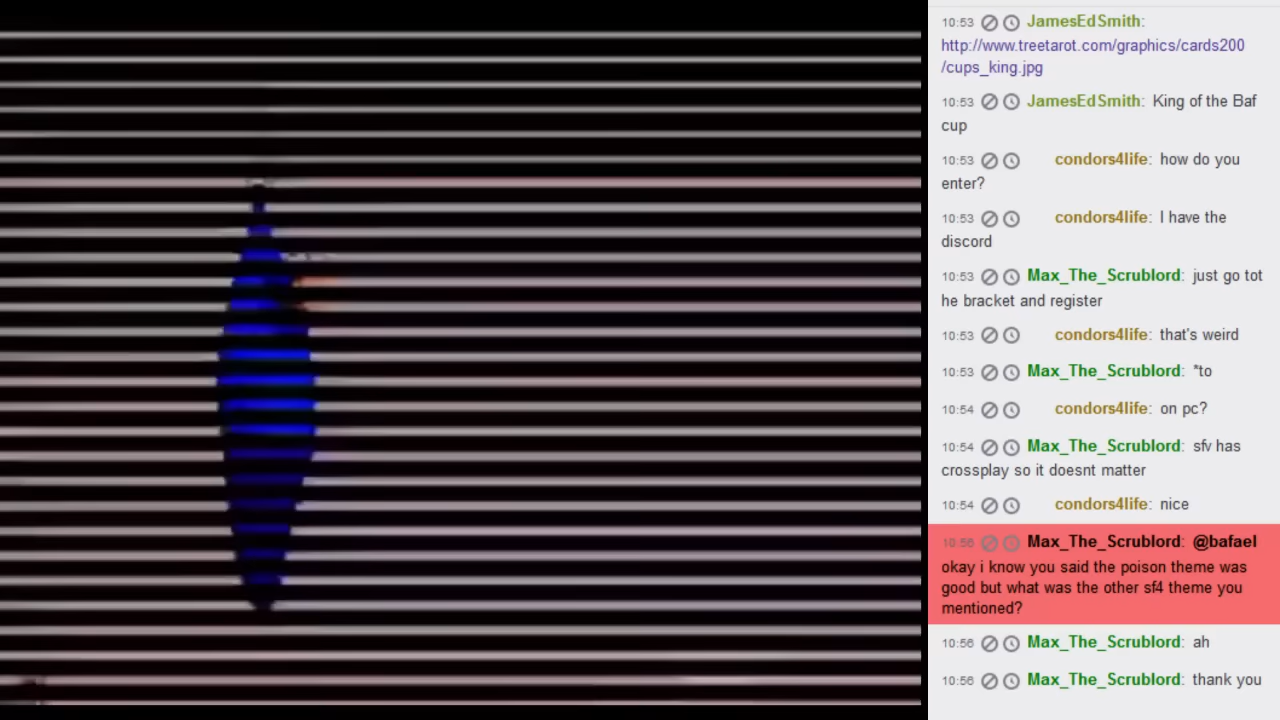 10:53 JamesEdSmith:
http://www.treetarot.com/graphics/cards200
/cups_king.jpg
10:53 JamesEdSmith: King of the Baf
cup
10:53 condors4life: how do you
enter?
10:53 condors4life: I have the
discord
10:53 Max_The_Scrublord: just go tot
he bracket and register
10:53 condors4life: that's weird
10:53 Max_The_Scrublord: *to
10:54 condors4life: on pc?
10:54 Max_The_Scrublord: sfv has
crossplay so it doesnt matter
10:54 condors4life: nice
10:56 Max_The_Scrublord: @bafael
okay i know you said the poison theme was
good but what was the other sf4 theme you
mentioned?
10:56 Max_The_Scrublord: ah
10:56 Max_The_Scrublord: thank you